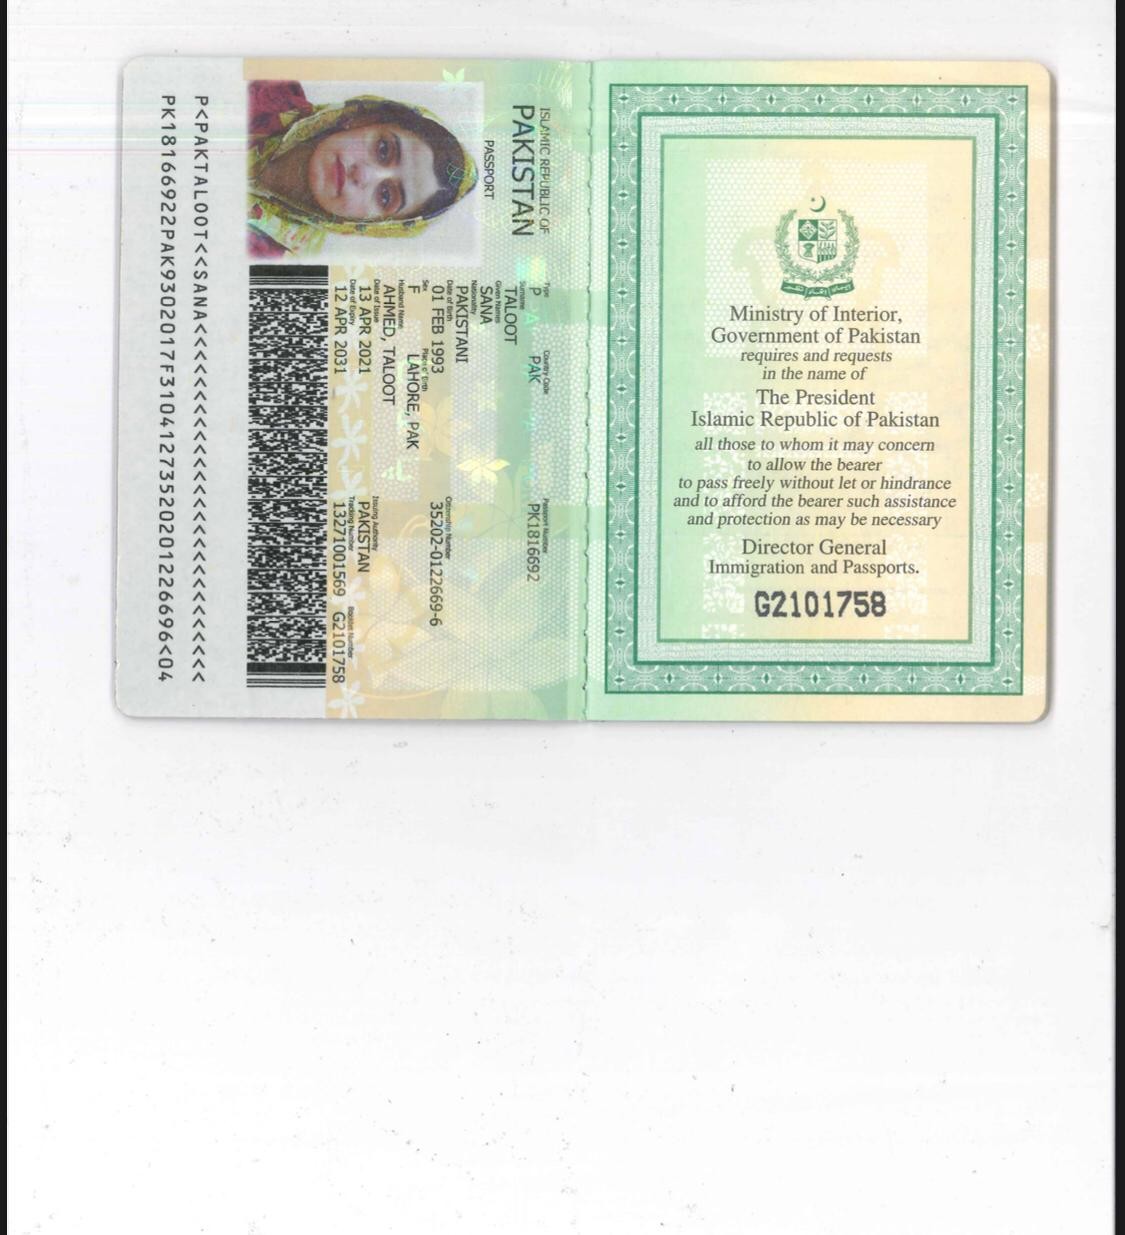 ISLAMIC REPUBLIC OF
PAKISTAN
PASSPORT
Type Country Code Passport Number
P PAK PK1816692
Surname
TALOOT
Given Names
SANA
Nationality
PAKISTANI
Date of Birth Citizenship Number
01 FEB 1993 35202-0122669-6
Sex Place of Birth
F LAHORE, PAK
Husband Name
AHMED, TALOOT
Date of Issue Issuing Authority
13 APR 2021 PAKISTAN
Date of Expiry Tracking Number Booklet Number
12 APR 2031 13271001569 G2101758
P<PAKTALOOT<<SANA<<<<<<<<<<<<<<<<<<<<<<<<<<<
PK18166922PAK9302017F31041273520201226696<04
Ministry of Interior,
Government of Pakistan
requires and requests
in the name of
The President
Islamic Republic of Pakistan
all those to whom it may concern
to allow the bearer
to pass freely without let or hindrance
and to afford the bearer such assistance
and protection as may be necessary
Director General
Immigration and Passports.
G2101758